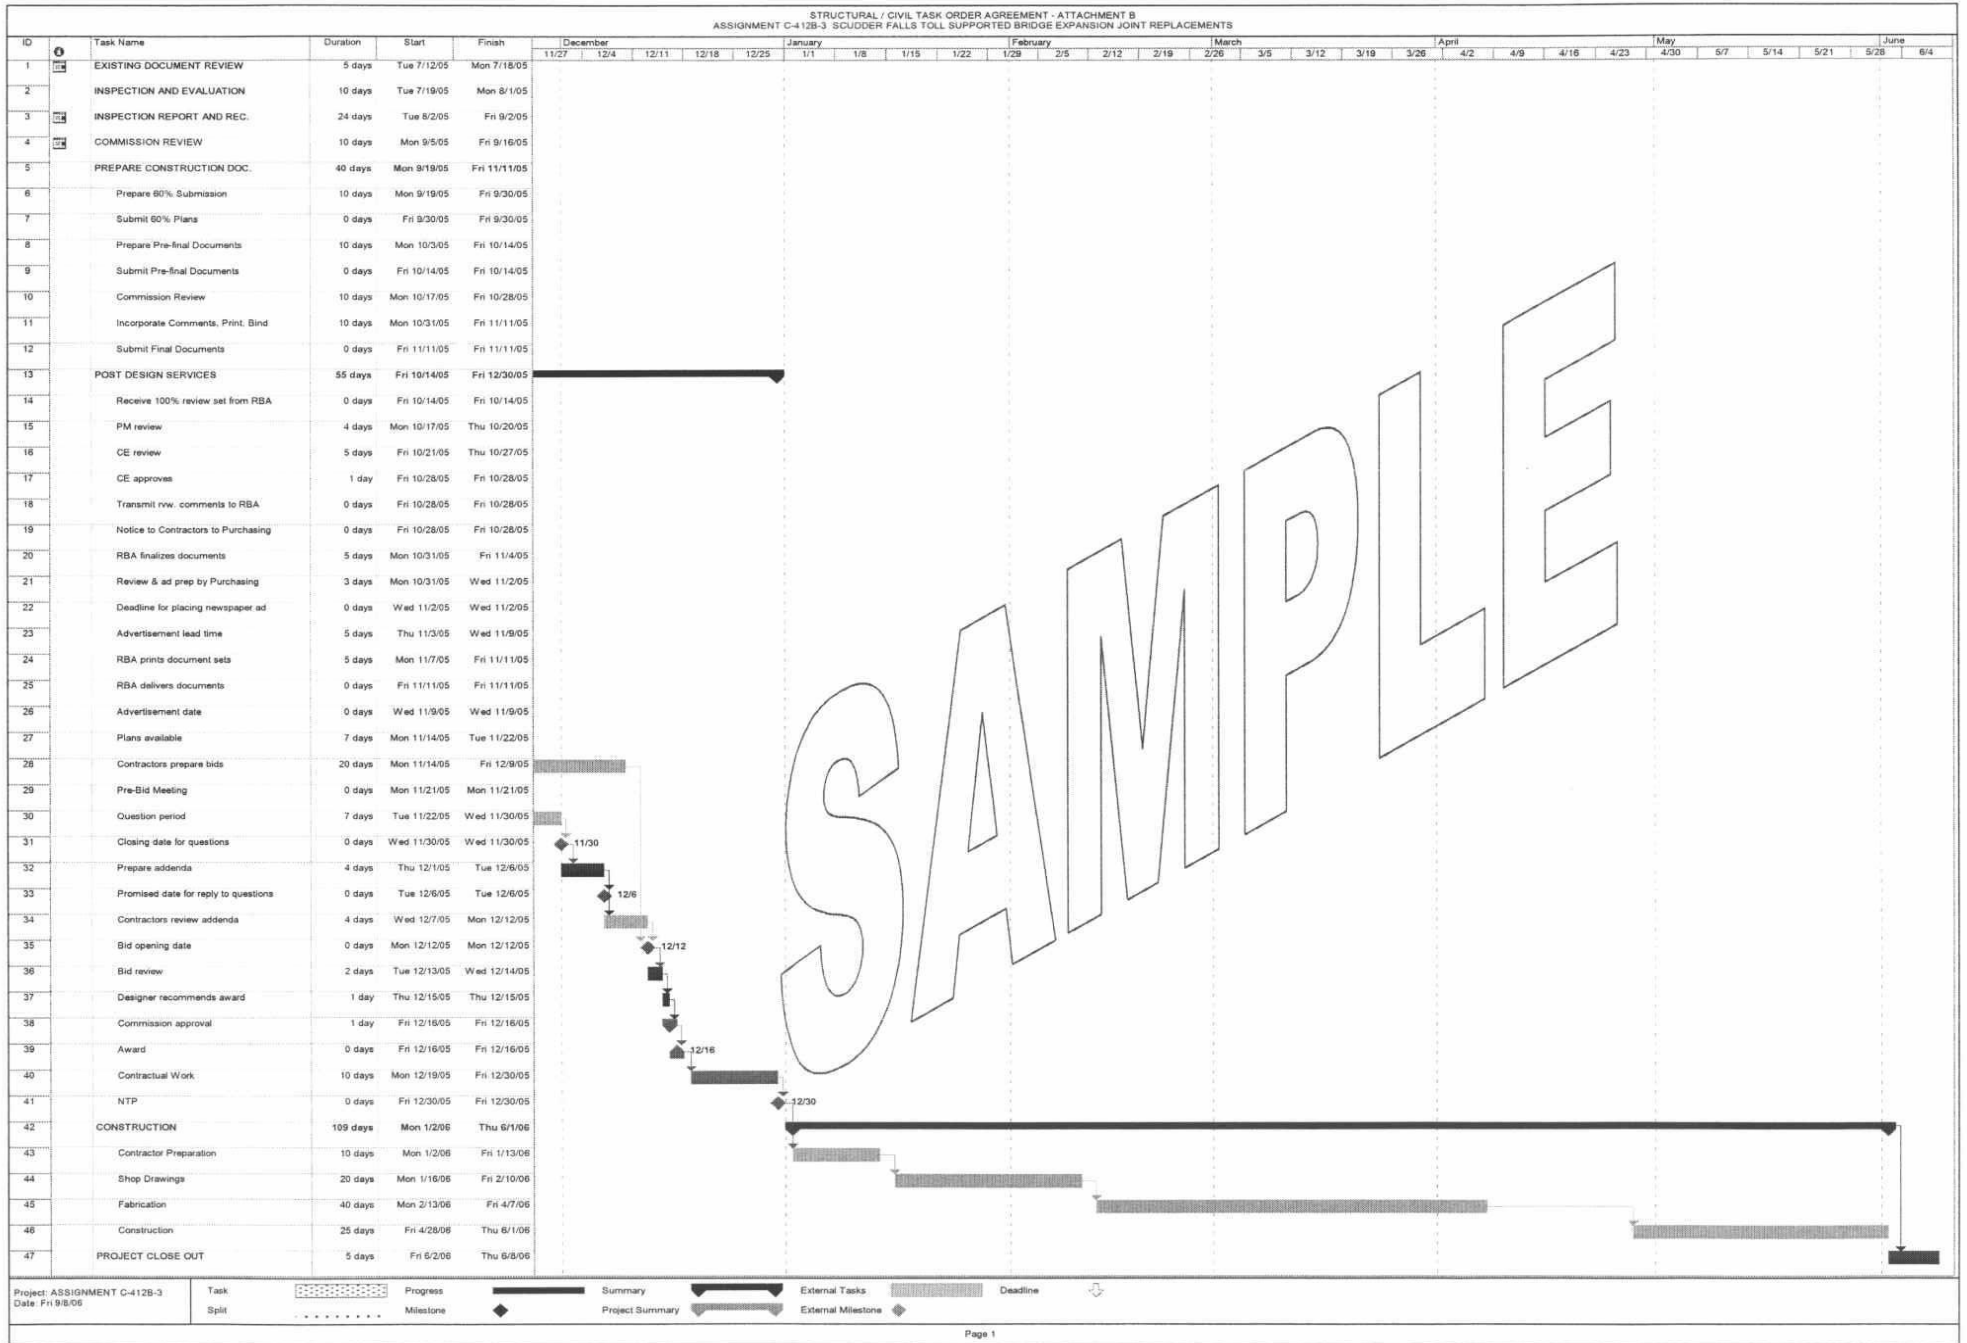 STRUCTURAL / CIVIL TASK ORDER AGREEMENT - ATTACHMENT B
ASSIGNMENT C-412B-3 SCUDDER FALLS TOLL SUPPORTED BRIDGE EXPANSION JOINT REPLACEMENTS
ID Task Name Duration Start Finish December January February March April May June
11/27 12/4 12/11 12/18 12/25 1/1 1/8 1/15 1/22 1/29 2/5 2/12 2/19 2/26 3/5 3/12 3/19 3/26 4/2 4/9 4/16 4/23 4/30 5/7 5/14 5/21 5/28 6/4
1 EXISTING DOCUMENT REVIEW 5 days Tue 7/12/05 Mon 7/18/05
2 INSPECTION AND EVALUATION 10 days Tue 7/19/05 Mon 8/1/05
3 INSPECTION REPORT AND REC. 24 days Tue 8/2/05 Fri 9/2/05
4 COMMISSION REVIEW 10 days Mon 9/5/05 Fri 9/16/05
5 PREPARE CONSTRUCTION DOC. 40 days Mon 9/19/05 Fri 11/11/05
6 Prepare 60% Submission 10 days Mon 9/19/05 Fri 9/30/05
7 Submit 60% Plans 0 days Fri 9/30/05 Fri 9/30/05
8 Prepare Pre-final Documents 10 days Mon 10/3/05 Fri 10/14/05
9 Submit Pre-final Documents 0 days Fri 10/14/05 Fri 10/14/05
10 Commission Review 10 days Mon 10/17/05 Fri 10/28/05
11 Incorporate Comments, Print, Bind 10 days Mon 10/31/05 Fri 11/11/05
12 Submit Final Documents 0 days Fri 11/11/05 Fri 11/11/05
13 POST DESIGN SERVICES 55 days Fri 10/14/05 Fri 12/30/05
14 Receive 100% review set from RBA 0 days Fri 10/14/05 Fri 10/14/05
15 PM review 4 days Mon 10/17/05 Thu 10/20/05
16 CE review 5 days Fri 10/21/05 Thu 10/27/05
17 CE approves 1 day Fri 10/28/05 Fri 10/28/05
18 Transmit rvw. comments to RBA 0 days Fri 10/28/05 Fri 10/28/05
19 Notice to Contractors to Purchasing 0 days Fri 10/28/05 Fri 10/28/05
20 RBA finalizes documents 5 days Mon 10/31/05 Fri 11/4/05
21 Review & ad prep by Purchasing 3 days Mon 10/31/05 Wed 11/2/05
22 Deadline for placing newspaper ad 0 days Wed 11/2/05 Wed 11/2/05
23 Advertisement lead time 5 days Thu 11/3/05 Wed 11/9/05
24 RBA prints document sets 5 days Mon 11/7/05 Fri 11/11/05
25 RBA delivers documents 0 days Fri 11/11/05 Fri 11/11/05
26 Advertisement date 0 days Wed 11/9/05 Wed 11/9/05
27 Plans available 7 days Mon 11/14/05 Tue 11/22/05
28 Contractors prepare bids 20 days Mon 11/14/05 Fri 12/9/05
29 Pre-Bid Meeting 0 days Mon 11/21/05 Mon 11/21/05
30 Question period 7 days Tue 11/22/05 Wed 11/30/05
31 Closing date for questions 0 days Wed 11/30/05 Wed 11/30/05 11/30
32 Prepare addenda 4 days Thu 12/1/05 Tue 12/6/05
33 Promised date for reply to questions 0 days Tue 12/6/05 Tue 12/6/05 12/6
34 Contractors review addenda 4 days Wed 12/7/05 Mon 12/12/05
35 Bid opening date 0 days Mon 12/12/05 Mon 12/12/05 12/12
36 Bid review 2 days Tue 12/13/05 Wed 12/14/05
37 Designer recommends award 1 day Thu 12/15/05 Thu 12/15/05
38 Commission approval 1 day Fri 12/16/05 Fri 12/16/05
39 Award 0 days Fri 12/16/05 Fri 12/16/05 12/16
40 Contractual Work 10 days Mon 12/19/05 Fri 12/30/05
41 NTP 0 days Fri 12/30/05 Fri 12/30/05 12/30
42 CONSTRUCTION 109 days Mon 1/2/06 Thu 6/1/06
43 Contractor Preparation 10 days Mon 1/2/06 Fri 1/13/06
44 Shop Drawings 20 days Mon 1/16/06 Fri 2/10/06
45 Fabrication 40 days Mon 2/13/06 Fri 4/7/06
46 Construction 25 days Fri 4/28/06 Thu 6/1/06
47 PROJECT CLOSE OUT 5 days Fri 6/2/06 Thu 6/8/06
SAMPLE
Project: ASSIGNMENT C-412B-3
Date: Fri 9/8/06
Task Progress Summary External Tasks Deadline
Split Milestone Project Summary External Milestone
Page 1